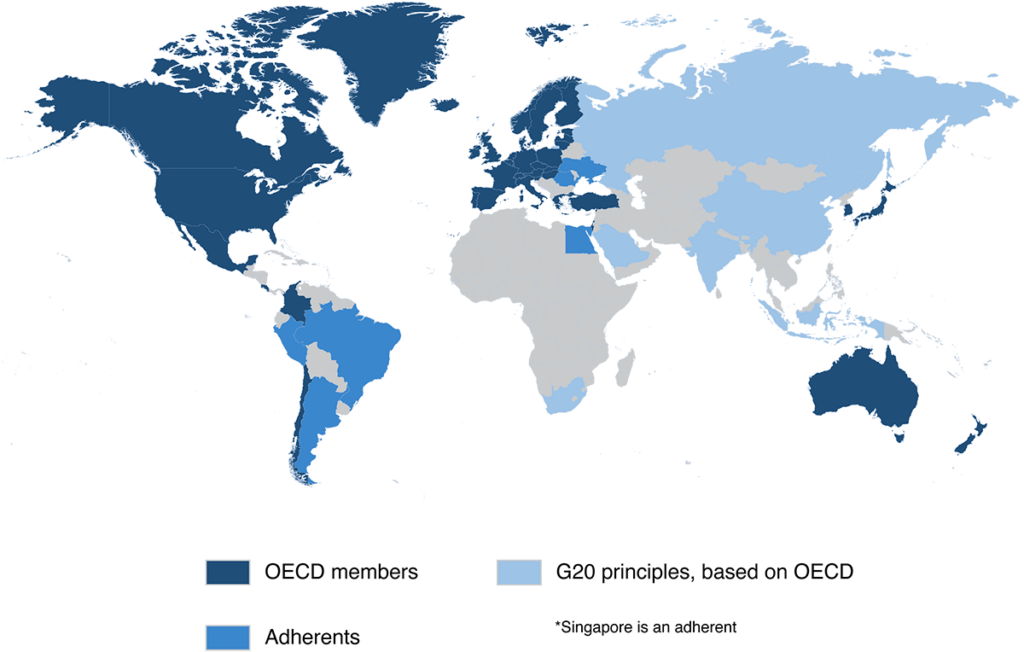 OECD members
G20 principles, based on OECD
Adherents
*Singapore is an adherent